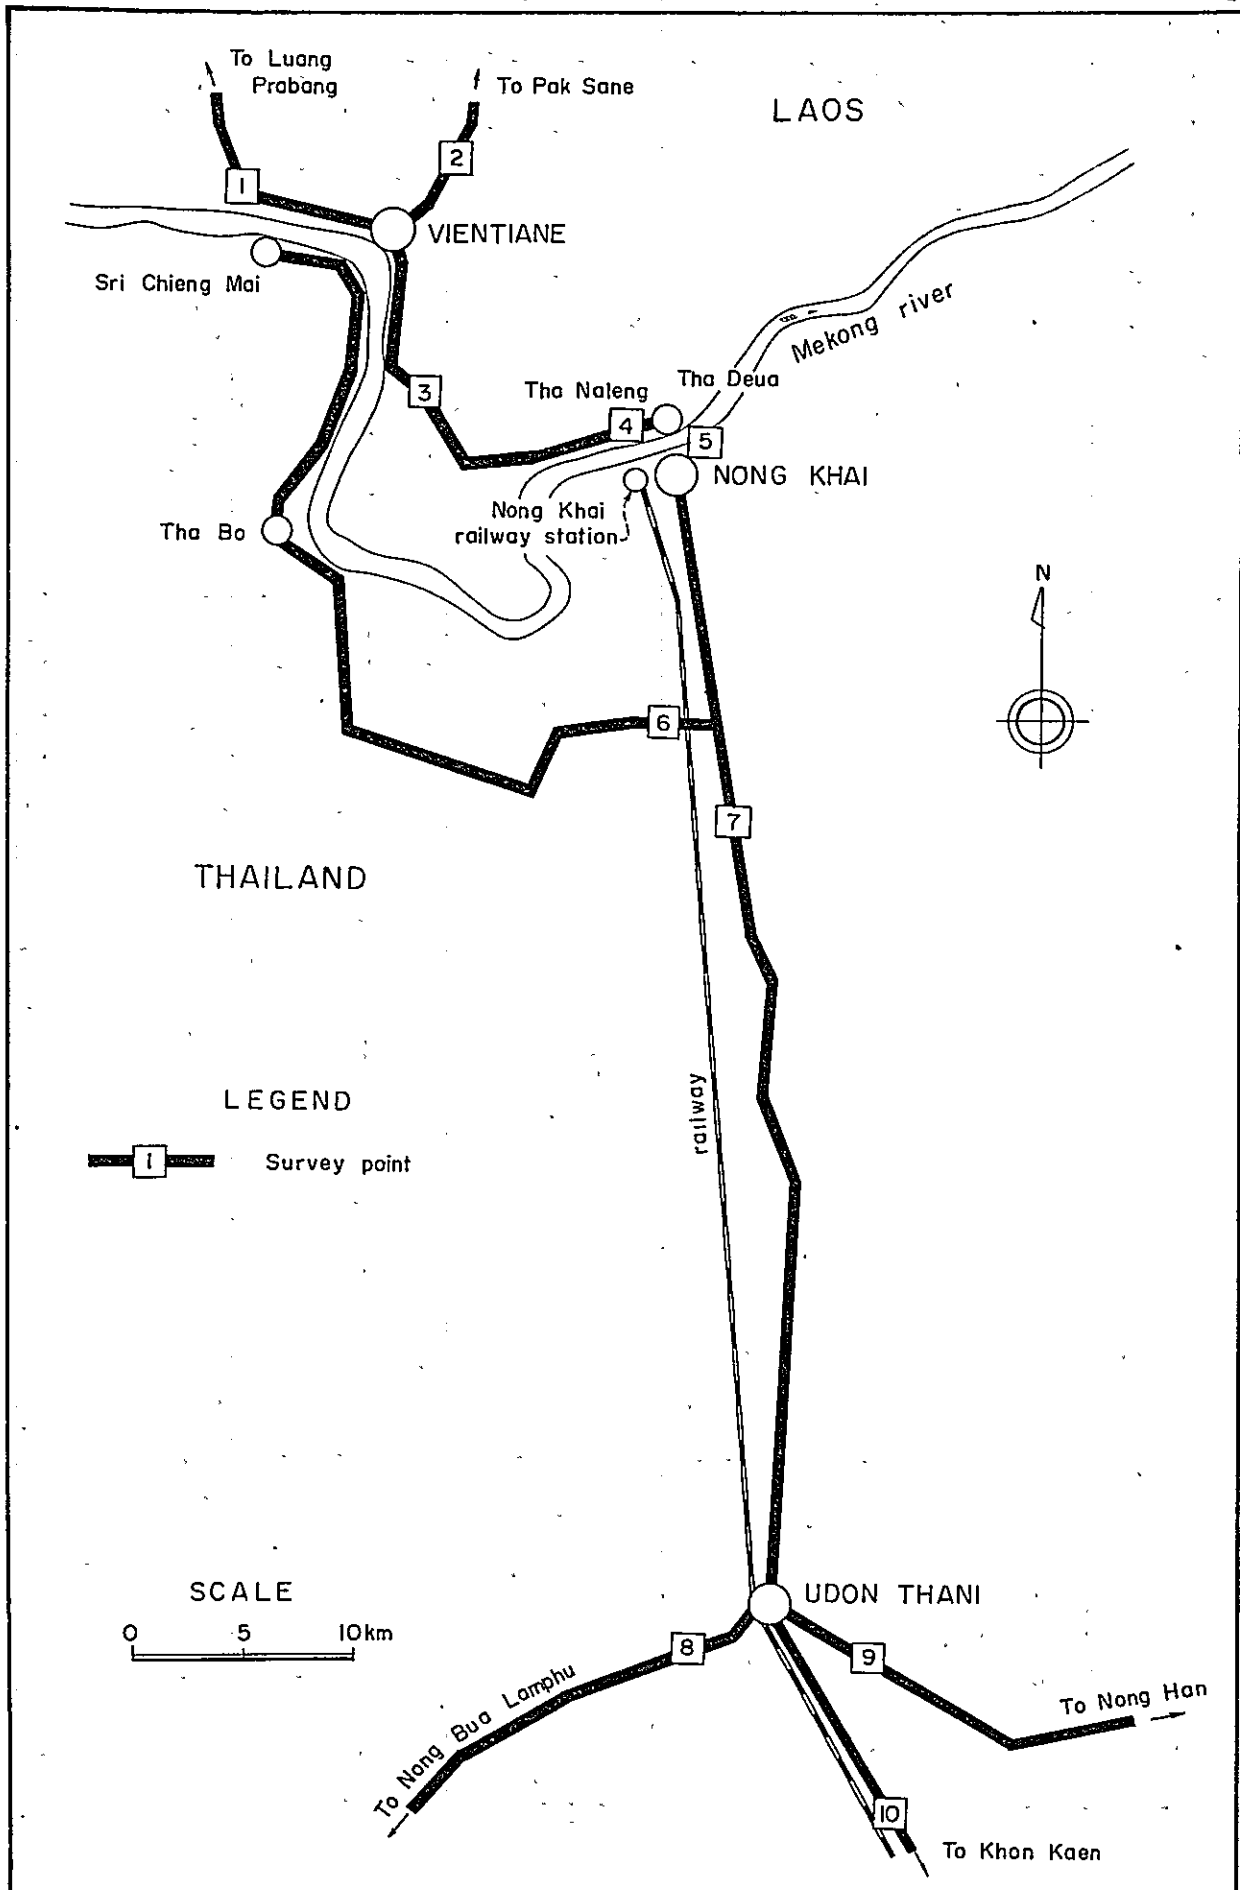 To Luang
Prabang
To Pak Sane
LAOS
2
1
VIENTIANE
Sri Chieng Mai
Mekong river
3
Tha Naleng
Tha Deua
4
5
NONG KHAI
Nong Khai
railway station
Tha Bo
N
6
7
THAILAND
railway
LEGEND
1
Survey point
SCALE
0 5 10km
UDON THANI
8
9
To Nong Bua Lamphu
To Nong Han
10
To Khon Kaen